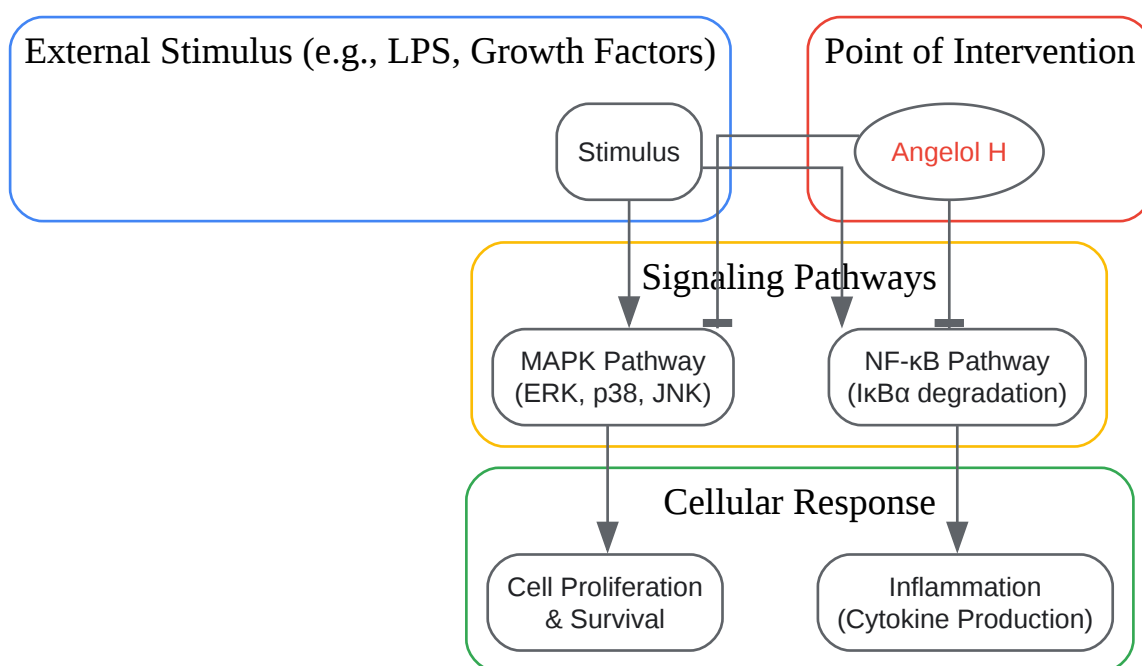 External Stimulus (e.g., LPS, Growth Factors)
Point of Intervention
Stimulus
Angelol H
Signaling Pathways
MAPK Pathway
(ERK, p38, JNK)
NF-κB Pathway
(IκBα degradation)
Cellular Response
Cell Proliferation
& Survival
Inflammation
(Cytokine Production)